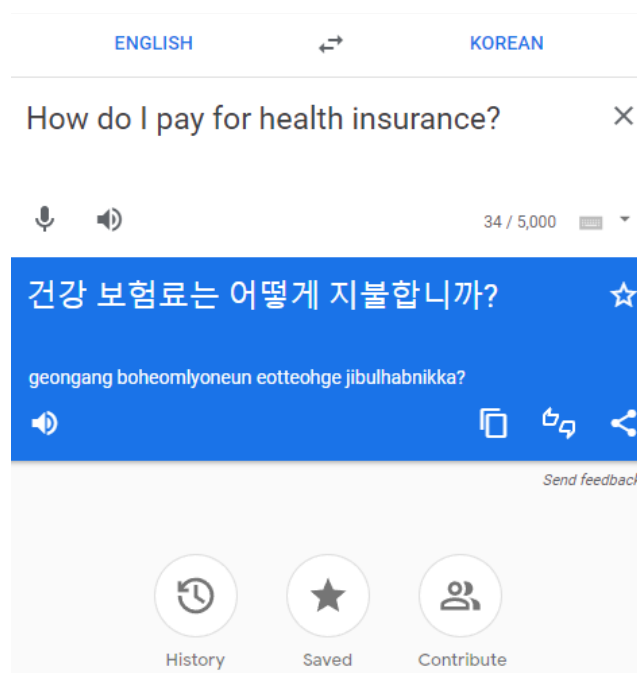 ENGLISH KOREAN
How do I pay for health insurance?
34 / 5,000
건강 보험료는 어떻게 지불합니까?
geongang boheomlyoneun eotteohge jibulhabnikka?
Send feedback
History Saved Contribute